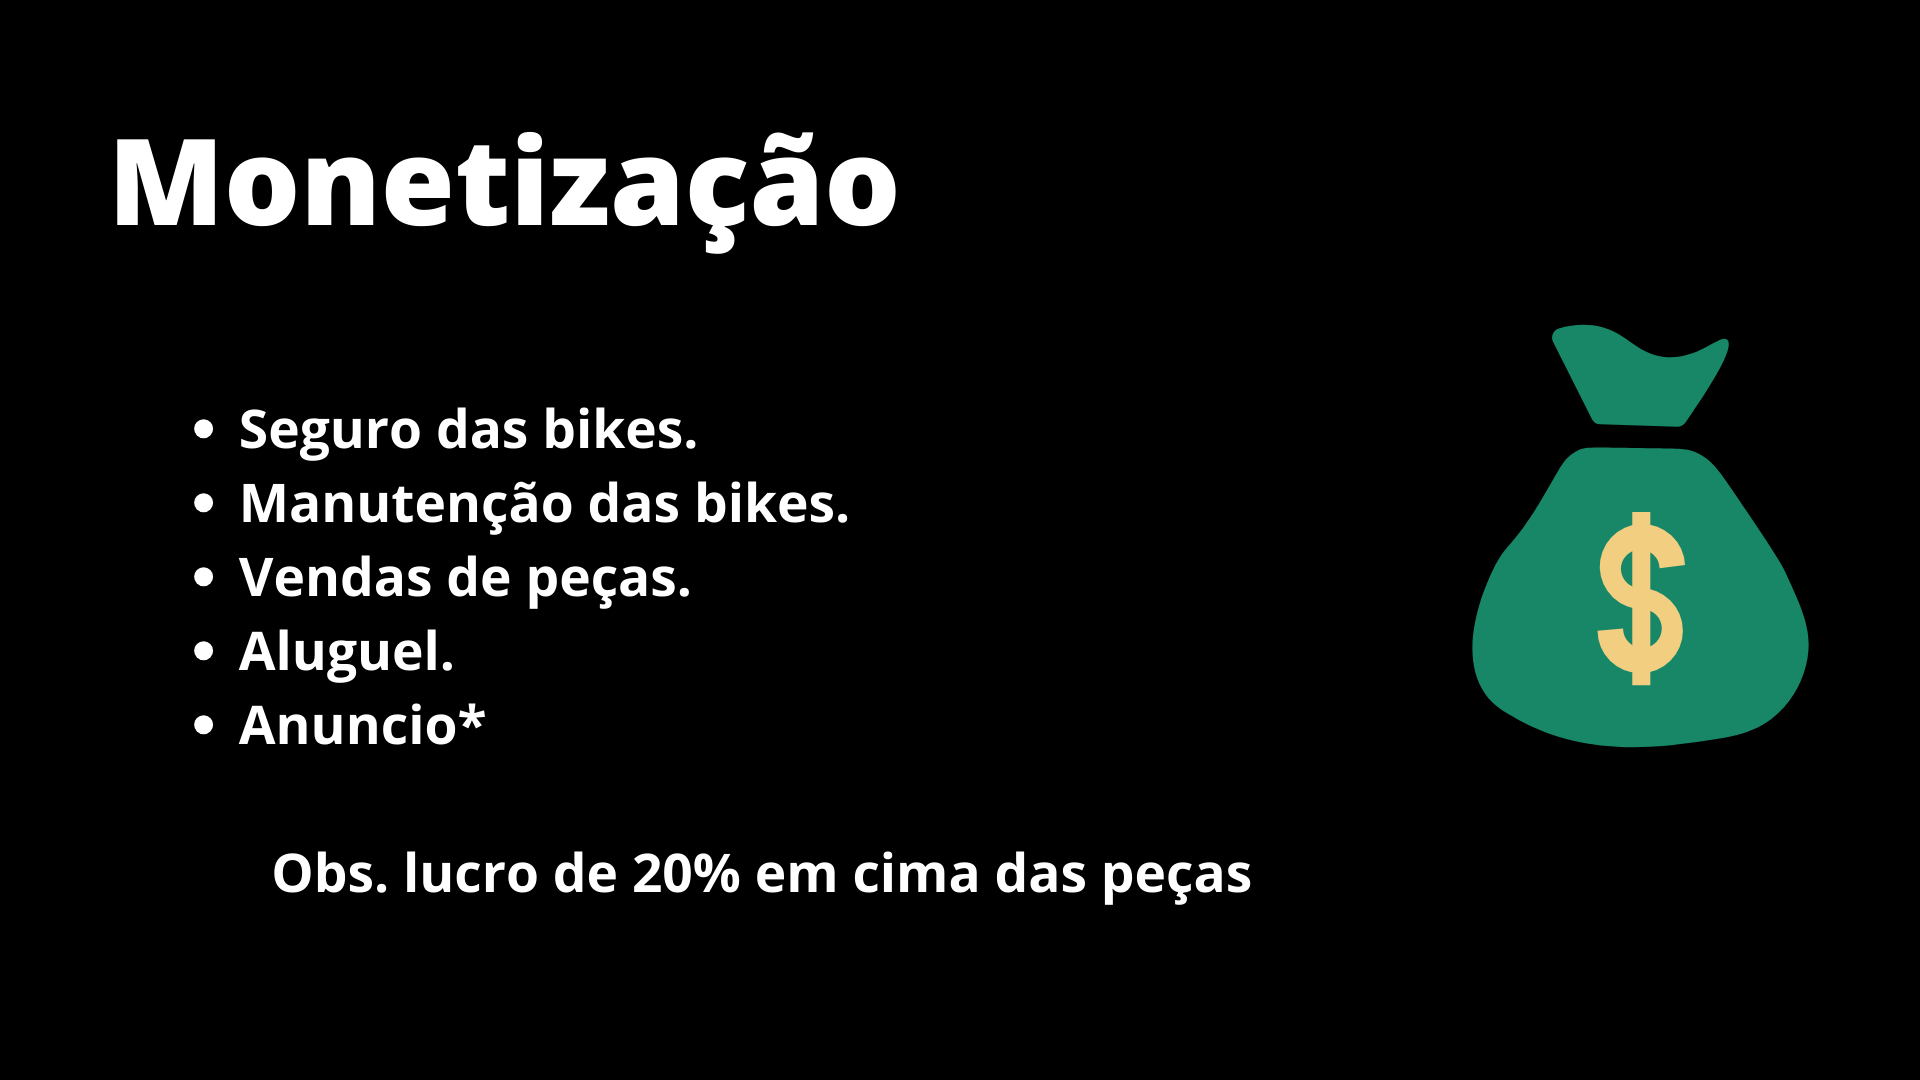 Monetização
• Seguro das bikes.
• Manutenção das bikes.
• Vendas de peças.
• Aluguel.
• Anuncio*
Obs. lucro de 20% em cima das peças
$